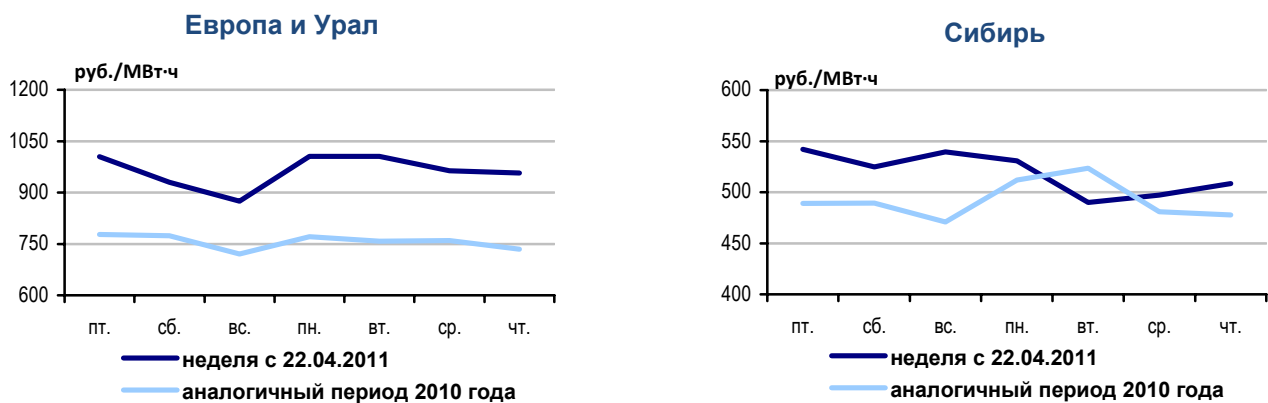 Европа и Урал
руб./МВт·ч
1200
1050
900
750
600
пт. сб. вс. пн. вт. ср. чт.
неделя с 22.04.2011
аналогичный период 2010 года
Сибирь
руб./МВт·ч
600
550
500
450
400
пт. сб. вс. пн. вт. ср. чт.
неделя с 22.04.2011
аналогичный период 2010 года